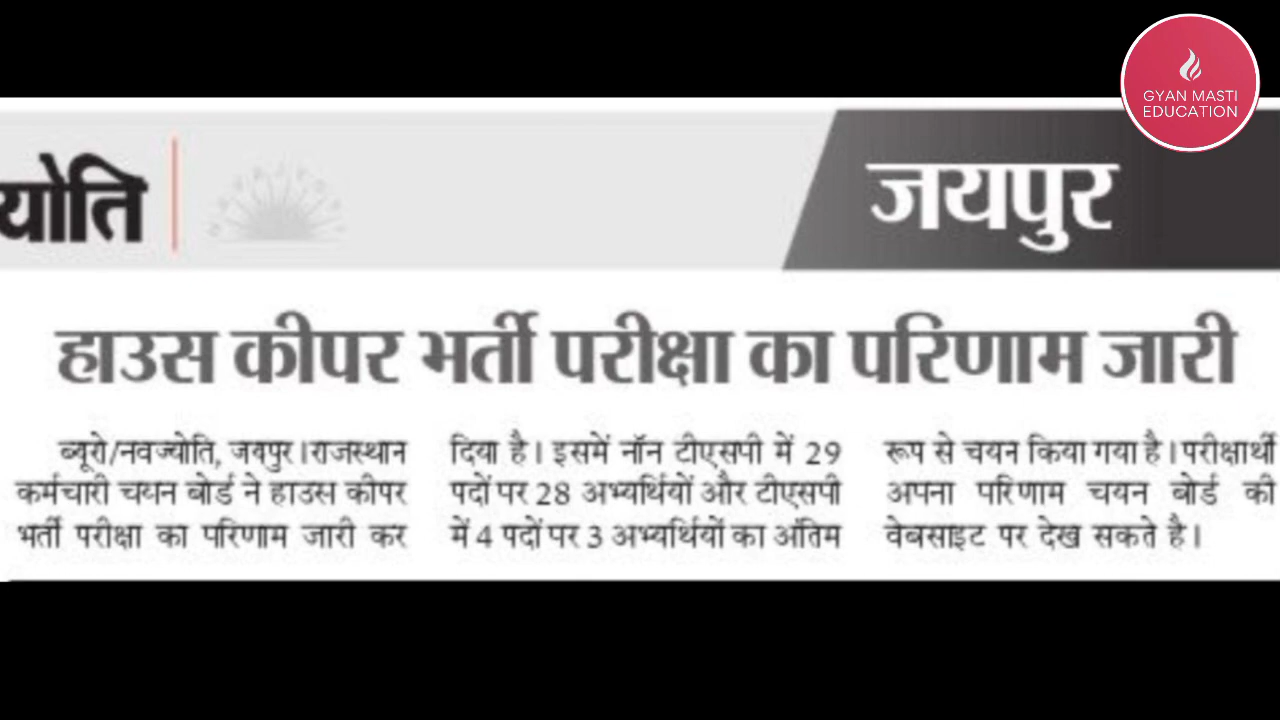 GYAN MASTI
EDUCATION
योति
जयपुर
हाउस कीपर भर्ती परीक्षा का परिणाम जारी
ब्यूरो/नवज्योति, जयपुर। राजस्थान
कर्मचारी चयन बोर्ड ने हाउस कीपर
भर्ती परीक्षा का परिणाम जारी कर
दिया है। इसमें नॉन टीएसपी में 29
पदों पर 28 अभ्यर्थियों और टीएसपी
में 4 पदों पर 3 अभ्यर्थियों का अंतिम
रूप से चयन किया गया है। परीक्षार्थी
अपना परिणाम चयन बोर्ड की
वेबसाइट पर देख सकते है।